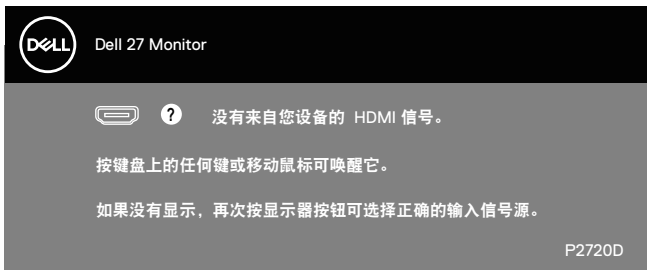 DELL
Dell 27 Monitor
? 没有来自您设备的 HDMI 信号。
按键盘上的任何键或移动鼠标可唤醒它。
如果没有显示，再次按显示器按钮可选择正确的输入信号源。
P2720D